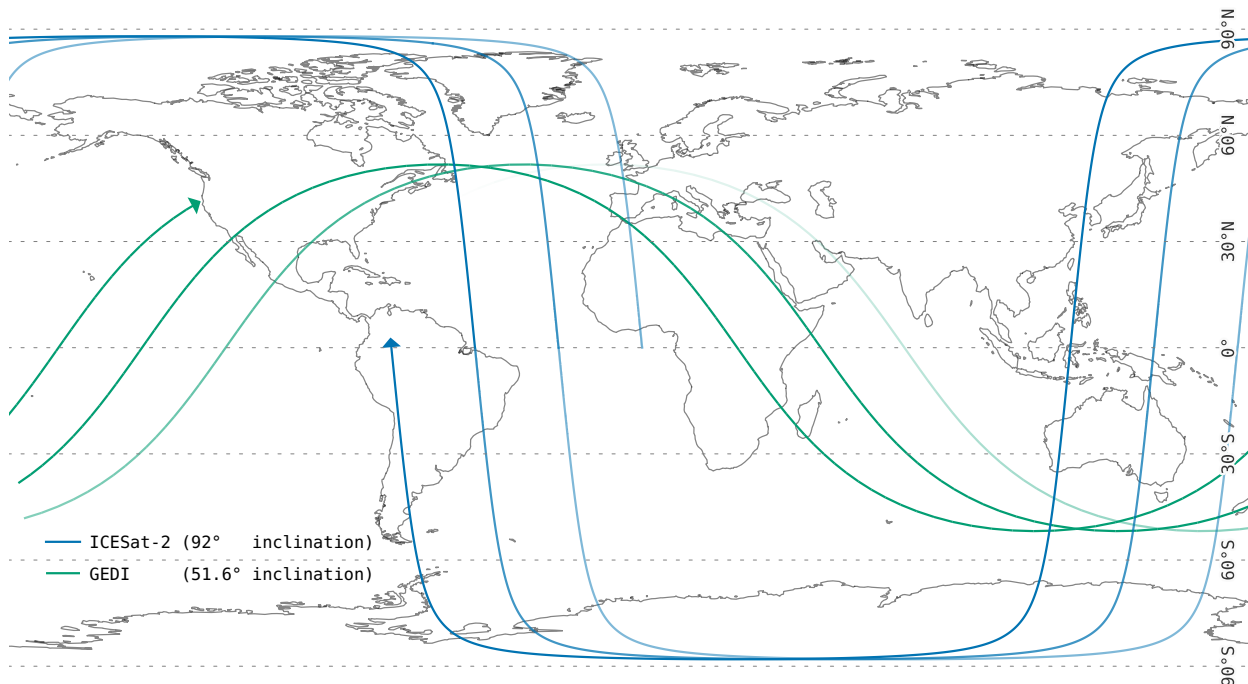 90°N
60°N
30°N
0°
30°S
60°S
90°S
ICESat-2 (92°   inclination)
GEDI     (51.6° inclination)